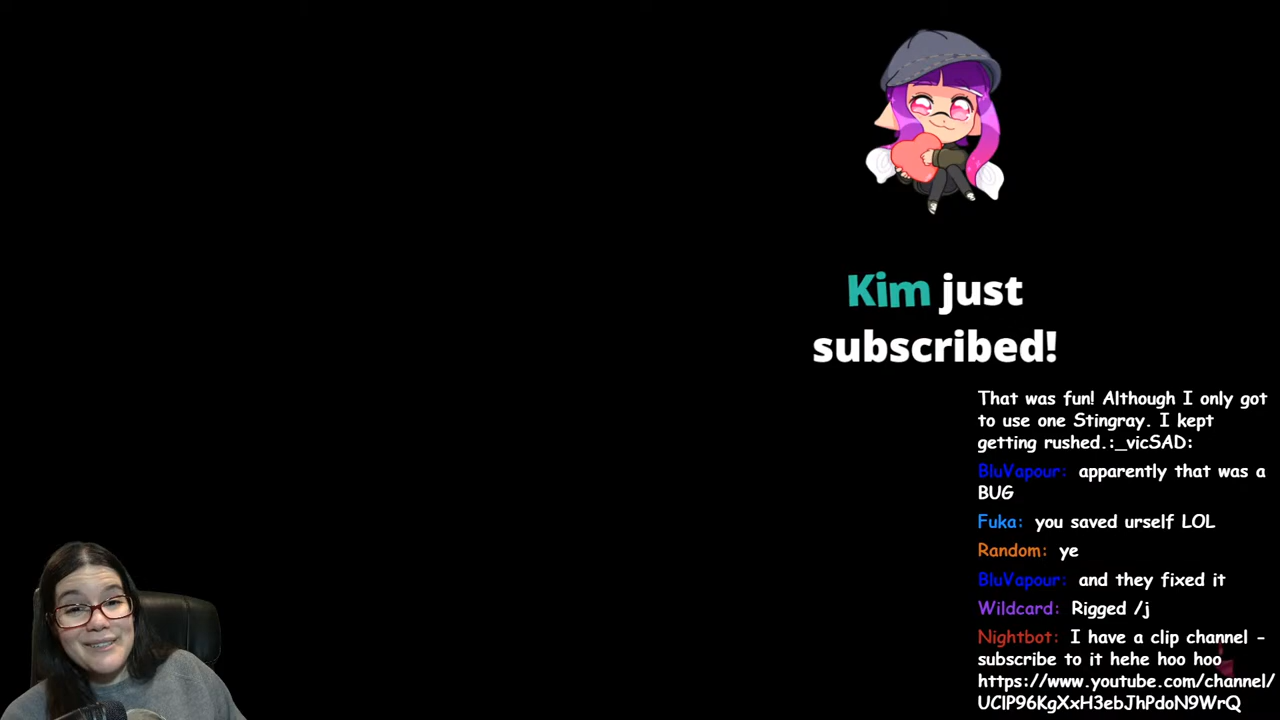 Kim just
subscribed!
That was fun! Although I only got
to use one Stingray. I kept
getting rushed.:_vicSAD:
BluVapour: apparently that was a
BUG
Fuka: you saved urself LOL
Random: ye
BluVapour: and they fixed it
Wildcard: Rigged /j
Nightbot: I have a clip channel -
subscribe to it hehe hoo hoo
https://www.youtube.com/channel/
UClP96KgXxH3ebJhPdoN9WrQ